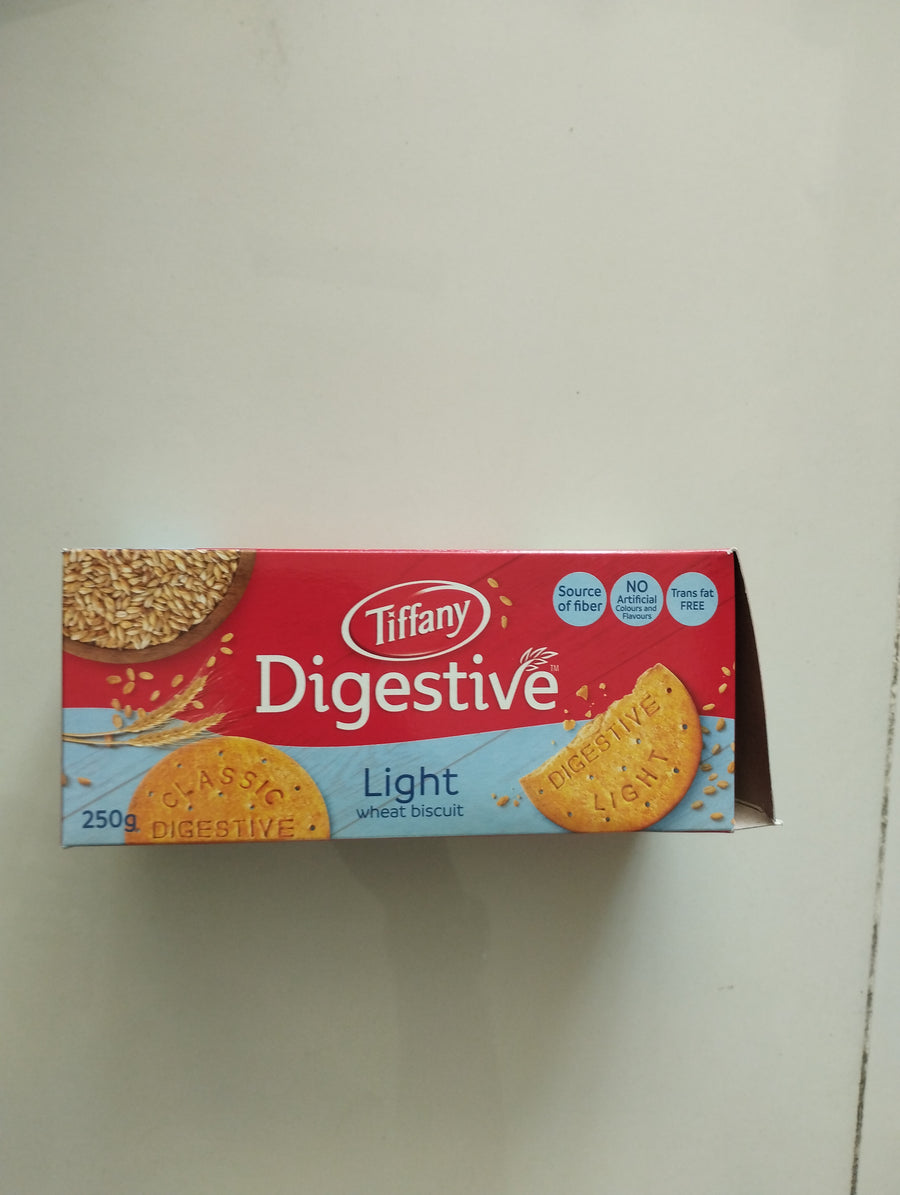 Tiffany
Digestive™
Light
wheat biscuit
250g
Source
of fiber
NO
Artificial
Colours and
Flavours
Trans fat
FREE
CLASSIC
DIGESTIVE
DIGESTIVE
LIGHT